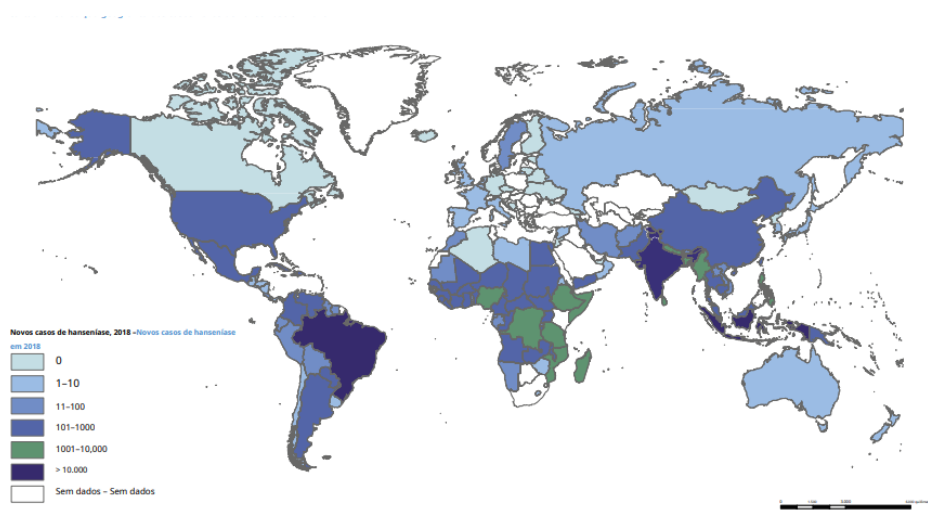 Novos casos de hanseníase, 2018 –Novos casos de hanseníase
em 2018
0
1–10
11–100
101–1000
1001–10,000
> 10.000
Sem dados – Sem dados
0